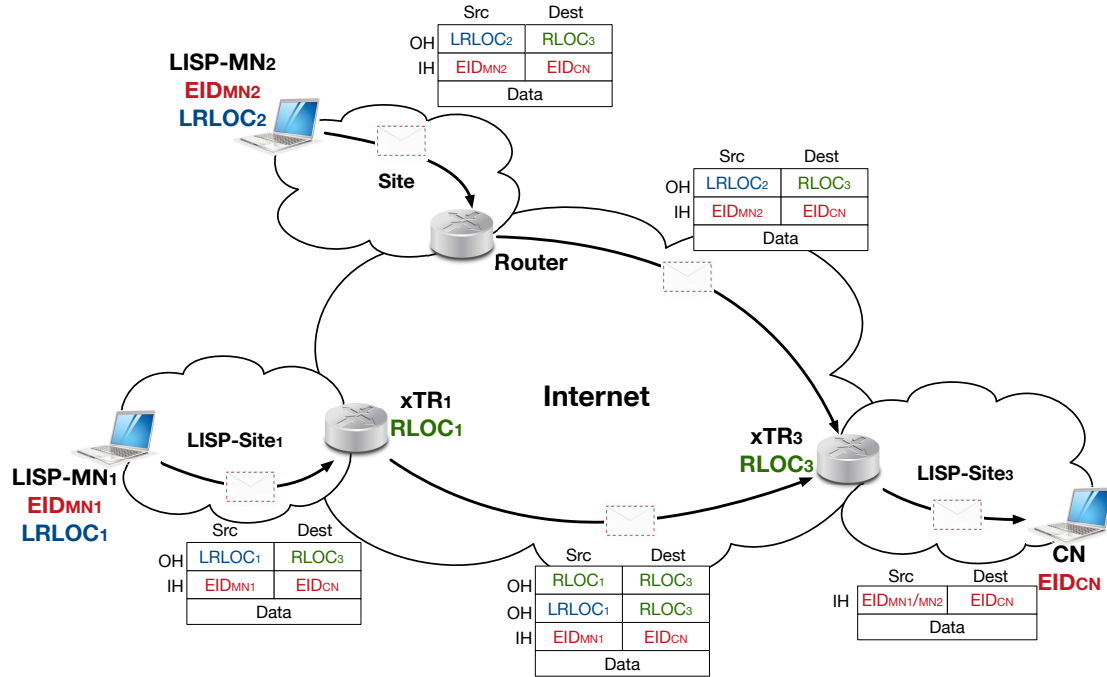 Src Dest
OH LRLOC2 RLOC3
IH EIDMN2 EIDCN
Data
LISP-MN2
EIDMN2
LRLOC2
Site
Router
Src Dest
OH LRLOC2 RLOC3
IH EIDMN2 EIDCN
Data
Internet
xTR1
RLOC1
LISP-Site1
LISP-MN1
EIDMN1
LRLOC1
xTR3
RLOC3
LISP-Site3
CN
EIDCN
Src Dest
OH LRLOC1 RLOC3
IH EIDMN1 EIDCN
Data
Src Dest
OH RLOC1 RLOC3
OH LRLOC1 RLOC3
IH EIDMN1 EIDCN
Data
Src Dest
IH EIDMN1/MN2 EIDCN
Data